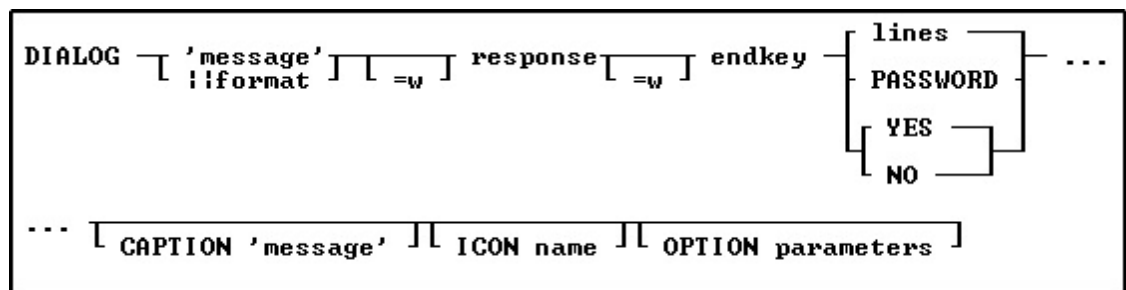 lines
DIALOG 'message' response endkey ...
¦¦format =w =w PASSWORD
YES
NO
... CAPTION 'message' ICON name OPTION parameters